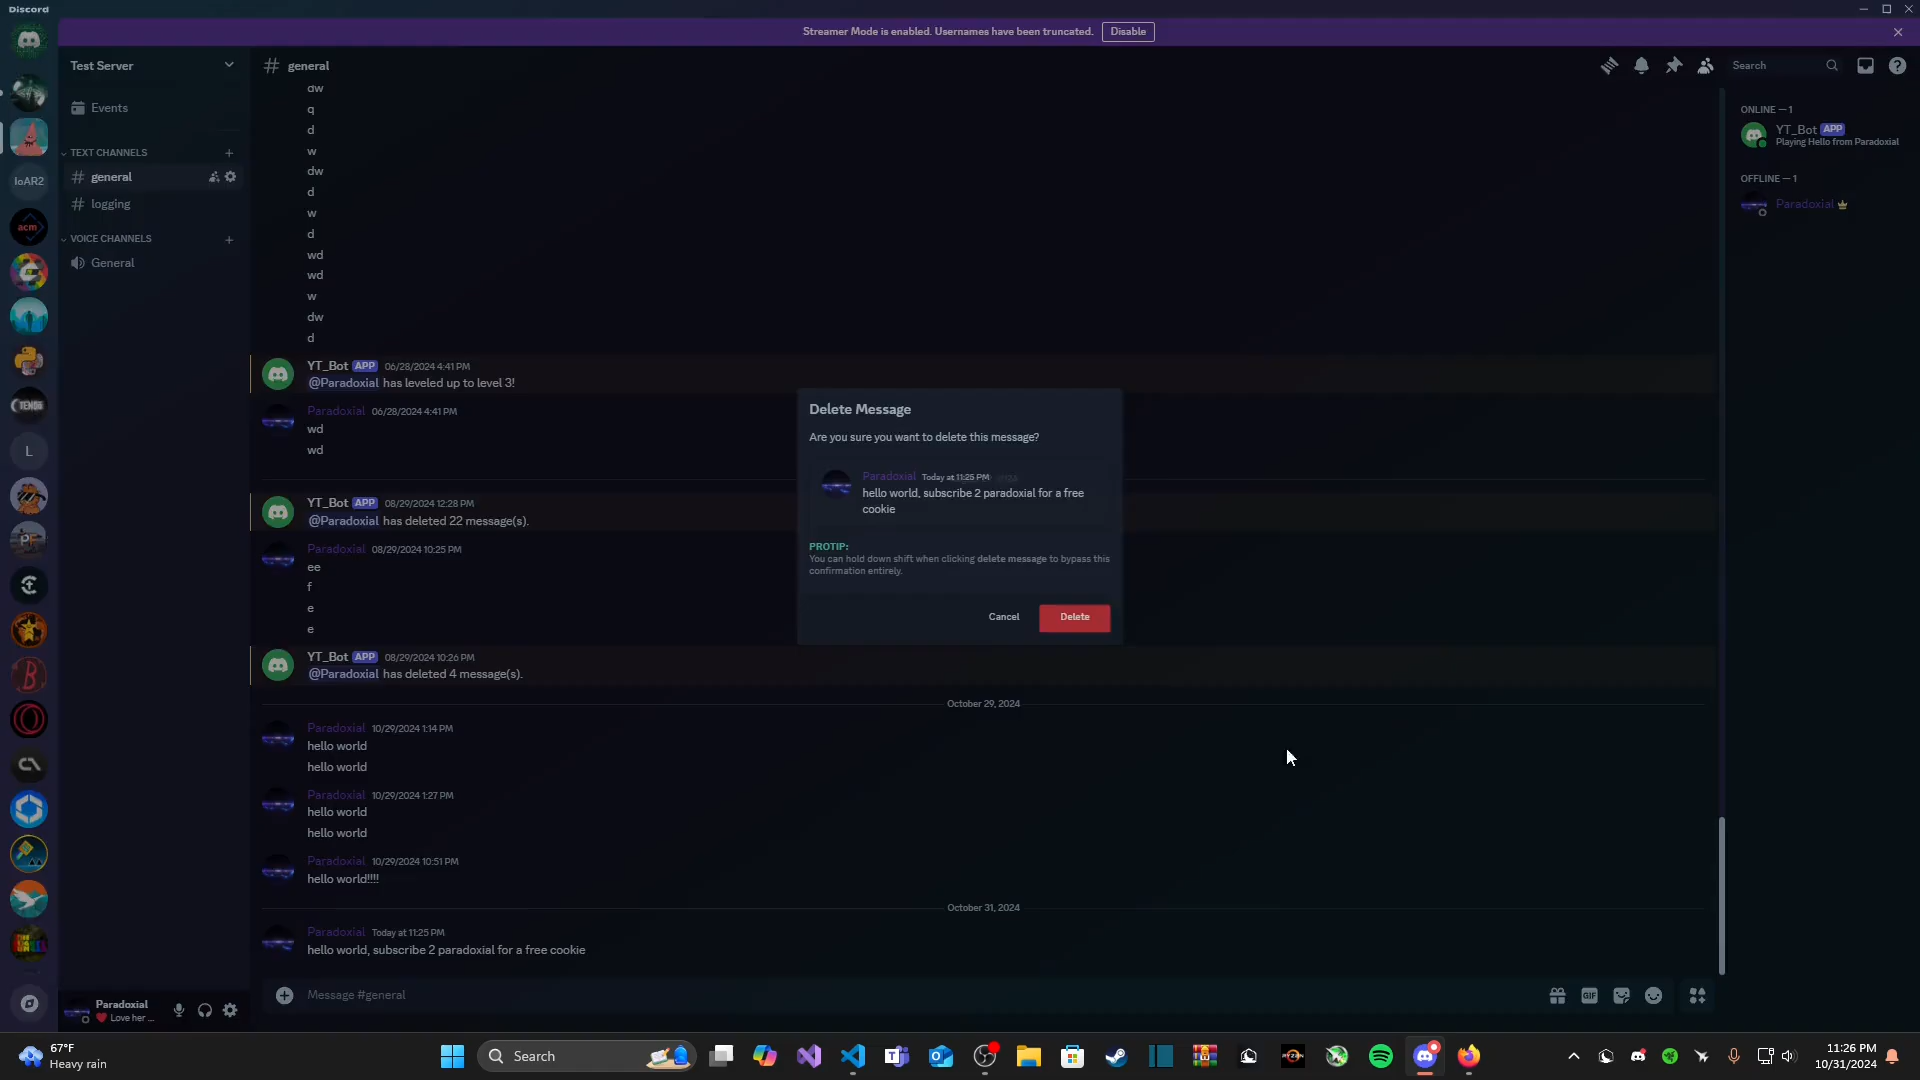 Discord
Streamer Mode is enabled. Usernames have been truncated.
Disable
Test Server
# general
Search
Events
TEXT CHANNELS
# general
# logging
VOICE CHANNELS
General
dw
q
d
w
dw
d
w
d
wd
wd
w
dw
d
YT_Bot APP 06/28/2024 4:41 PM
@Paradoxial has leveled up to level 3!
Paradoxial 06/28/2024 4:41 PM
wd
wd
YT_Bot APP 08/29/2024 12:28 PM
@Paradoxial has deleted 22 message(s).
Paradoxial 08/29/2024 10:25 PM
ee
f
e
e
YT_Bot APP 08/29/2024 10:26 PM
@Paradoxial has deleted 4 message(s).
October 29, 2024
Paradoxial 10/29/2024 1:14 PM
hello world
hello world
Paradoxial 10/29/2024 1:27 PM
hello world
hello world
Paradoxial 10/29/2024 10:51 PM
hello world!!!!
October 31, 2024
Paradoxial Today at 11:25 PM
hello world, subscribe 2 paradoxial for a free cookie
Message #general
GIF
Delete Message
Are you sure you want to delete this message?
Paradoxial Today at 11:25 PM
hello world, subscribe 2 paradoxial for a free
cookie
PROTIP:
You can hold down shift when clicking delete message to bypass this
confirmation entirely.
Cancel
Delete
ONLINE — 1
YT_Bot APP
Playing Hello from Paradoxial
OFFLINE — 1
Paradoxial
IoAR2
acm
L
PF
Paradoxial
Love her ...
67°F
Heavy rain
Search
RYZEN
11:26 PM
10/31/2024